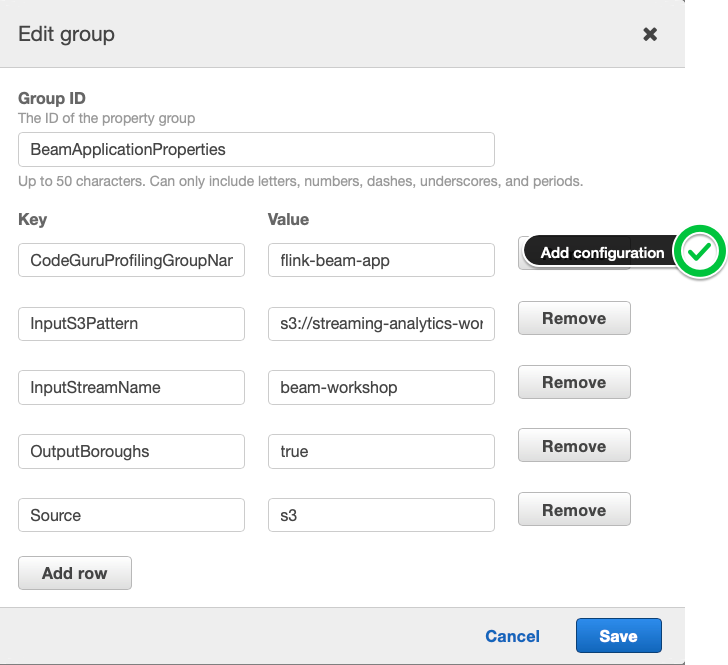 Edit group
Group ID
The ID of the property group
BeamApplicationProperties
Up to 50 characters. Can only include letters, numbers, dashes, underscores, and periods.
Key Value
CodeGuruProfilingGroupNar flink-beam-app Add configuration
InputS3Pattern s3://streaming-analytics-wor Remove
InputStreamName beam-workshop Remove
OutputBoroughs true Remove
Source s3 Remove
Add row
Cancel Save